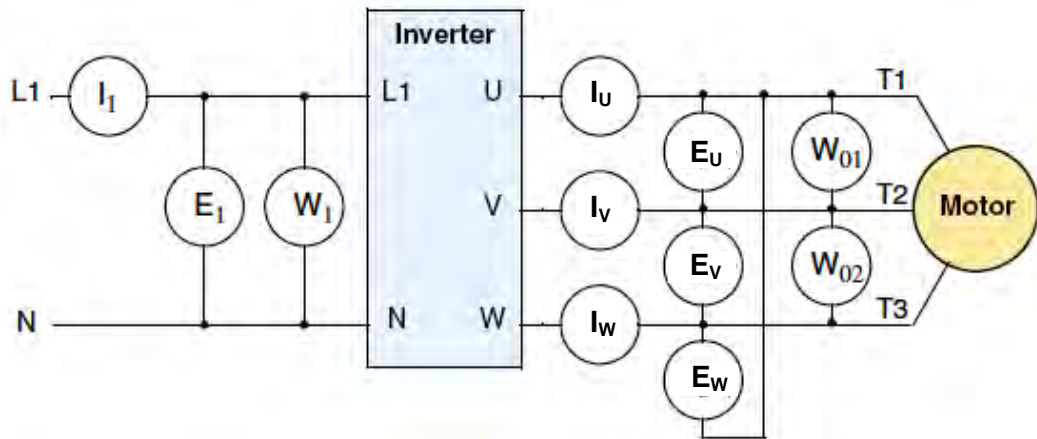 Inverter
L1 I1 L1 U IU T1
EU W01
E1 W1 V IV T2 Motor
EV W02
N N W IW T3
EW